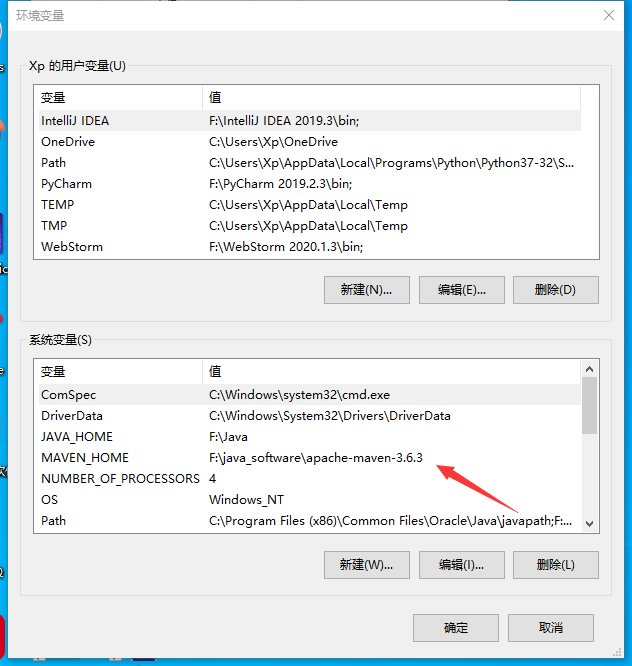 环境变量
Xp 的用户变量(U)
变量 值
IntelliJ IDEA F:\IntelliJ IDEA 2019.3\bin;
OneDrive C:\Users\Xp\OneDrive
Path C:\Users\Xp\AppData\Local\Programs\Python\Python37-32\S...
PyCharm F:\PyCharm 2019.2.3\bin;
TEMP C:\Users\Xp\AppData\Local\Temp
TMP C:\Users\Xp\AppData\Local\Temp
WebStorm F:\WebStorm 2020.1.3\bin;
新建(N)... 编辑(E)... 删除(D)
系统变量(S)
变量 值
ComSpec C:\Windows\system32\cmd.exe
DriverData C:\Windows\System32\Drivers\DriverData
JAVA_HOME F:\Java
MAVEN_HOME F:\java_software\apache-maven-3.6.3
NUMBER_OF_PROCESSORS 4
OS Windows_NT
Path C:\Program Files (x86)\Common Files\Oracle\Java\javapath;F:...
新建(W)... 编辑(I)... 删除(L)
确定 取消